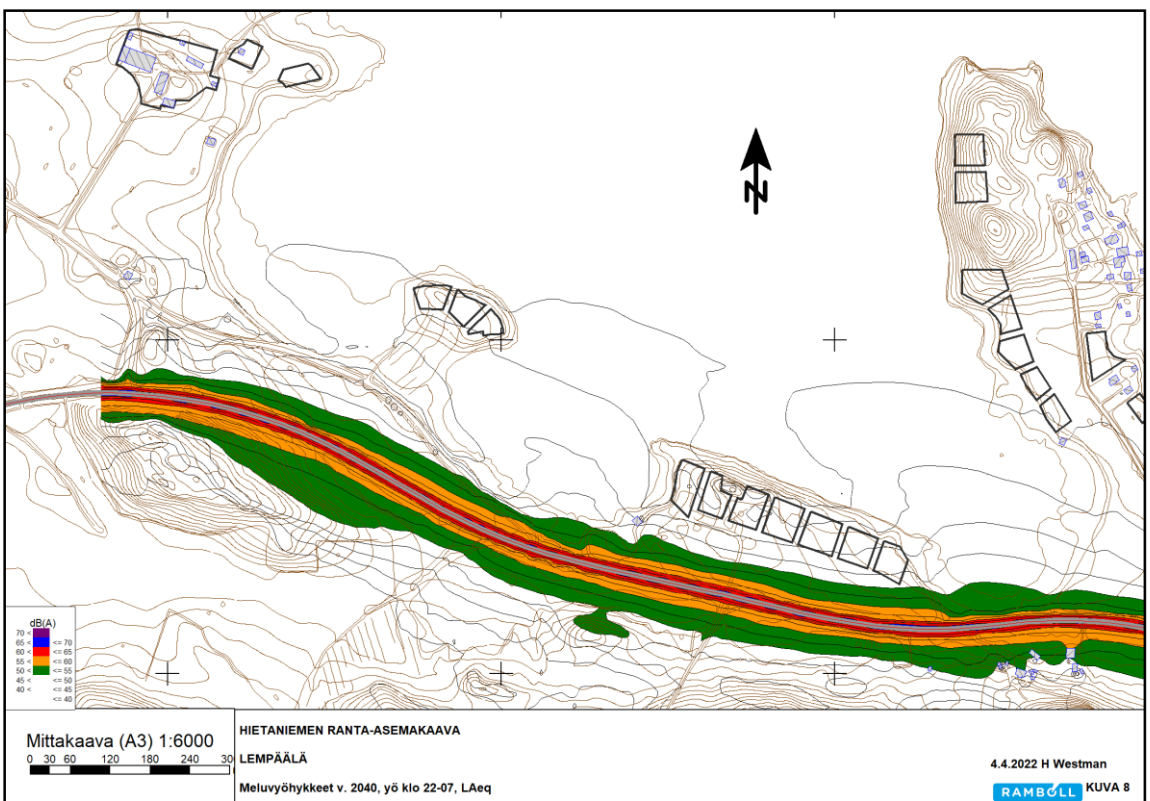 N
dB(A)
70 <
65 < <= 70
60 < <= 65
55 < <= 60
50 < <= 55
45 < <= 50
40 < <= 45
<= 40
Mittakaava (A3) 1:6000
0 30 60 120 180 240 30
HIETANIEMEN RANTA-ASEMAKAAVA
LEMPÄÄLÄ
Meluvyöhykkeet v. 2040, yö klo 22-07, LAeq
4.4.2022 H Westman
RAMBOLL KUVA 8